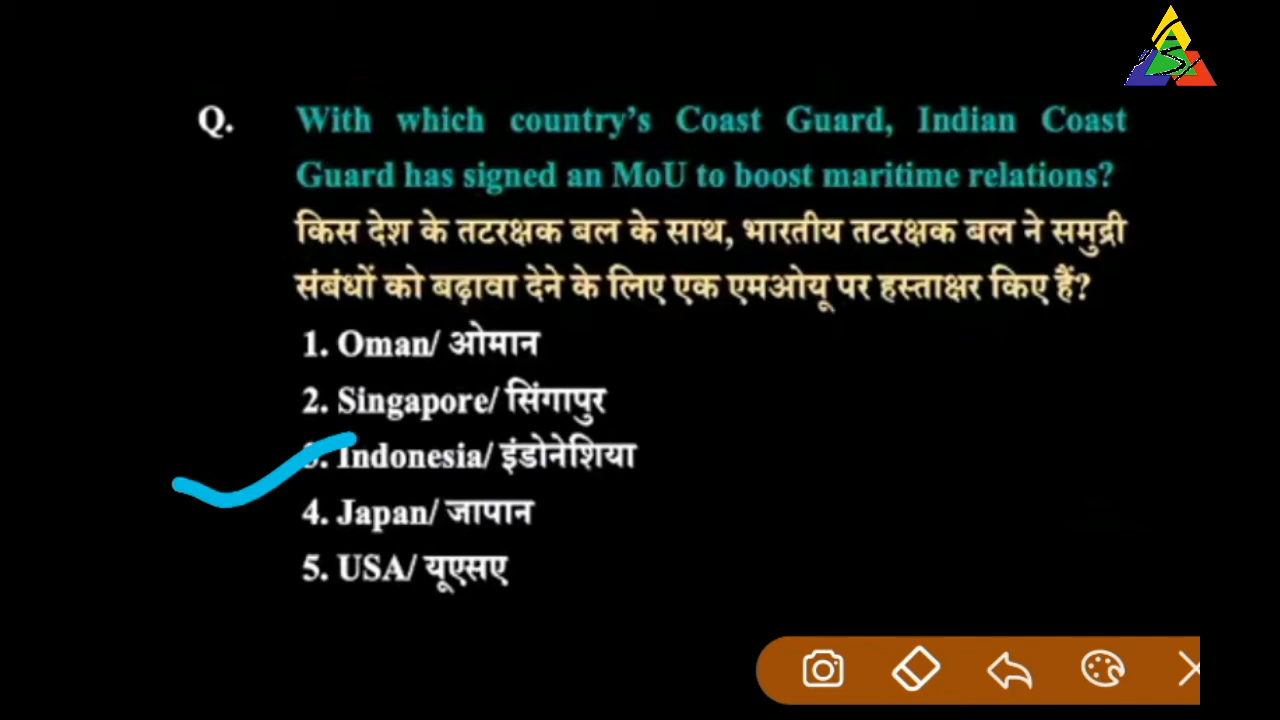 Q. With which country's Coast Guard, Indian Coast
Guard has signed an MoU to boost maritime relations?
किस देश के तटरक्षक बल के साथ, भारतीय तटरक्षक बल ने समुद्री
संबंधों को बढ़ावा देने के लिए एक एमओयू पर हस्ताक्षर किए हैं?
1. Oman/ ओमान
2. Singapore/ सिंगापुर
3. Indonesia/ इंडोनेशिया
4. Japan/ जापान
5. USA/ यूएसए